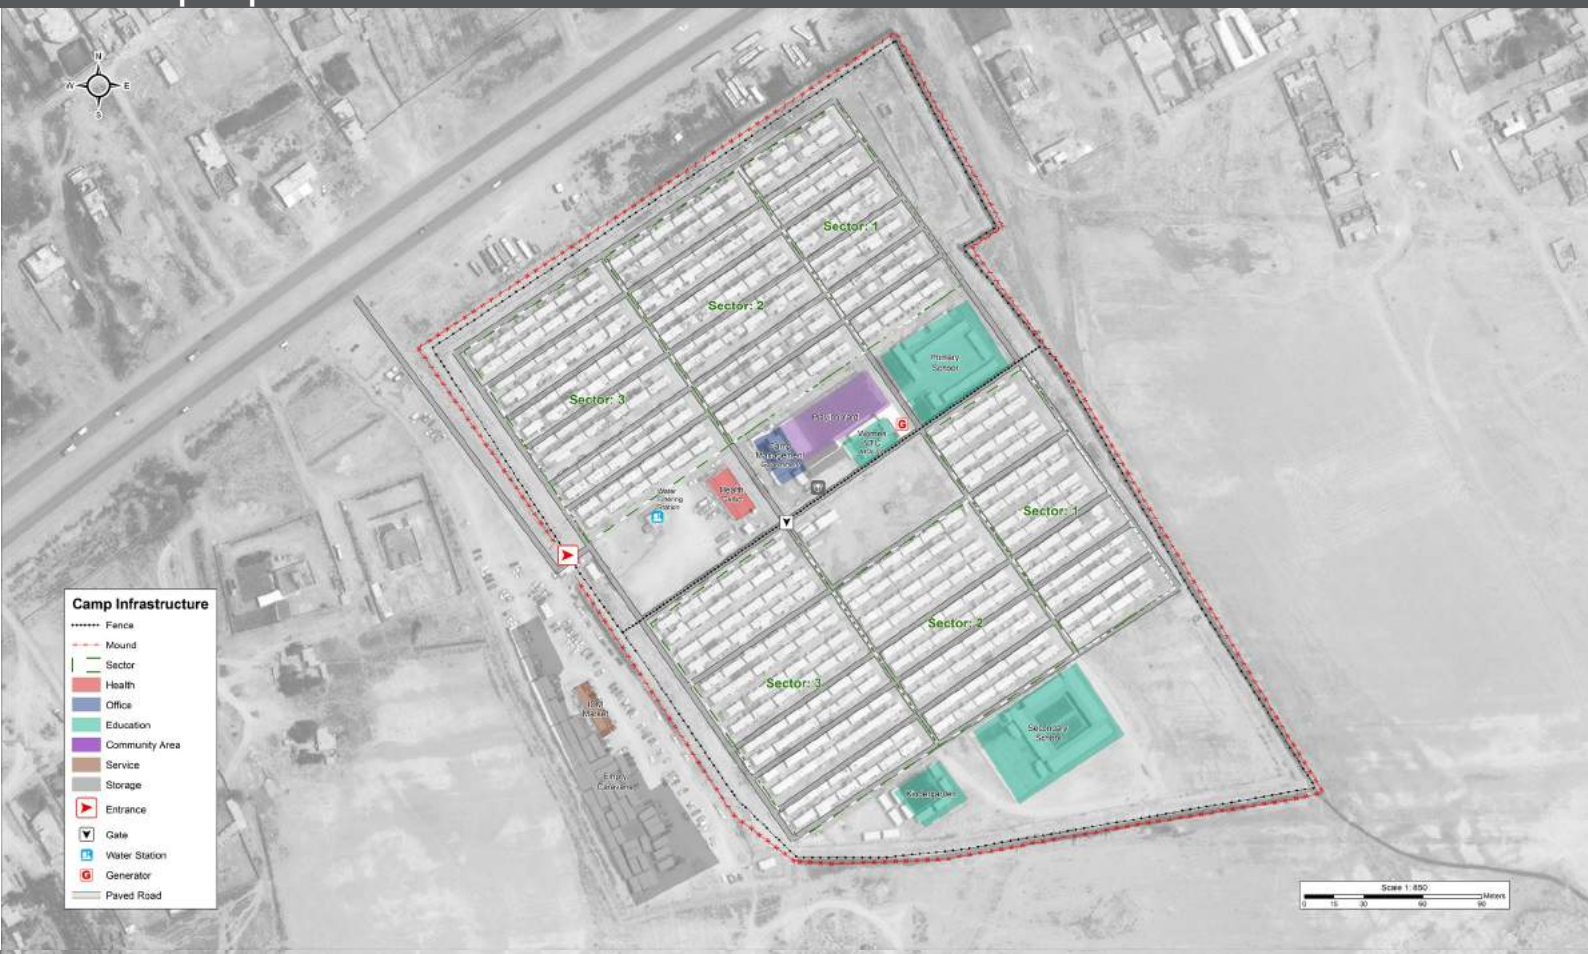 N
W
E
S
Sector: 1
Sector: 2
Primary
School
Sector: 3
G
Women
Camp
Management
Health
Clinic
Water
Station
Sector: 1
Sector: 2
Sector: 3
Market
Secondary
School
Empty
Caravans
Kindergarten
Camp Infrastructure
Fence
Mound
Sector
Health
Office
Education
Community Area
Service
Storage
Entrance
Gate
Water Station
G
Generator
Paved Road
Scale 1: 850
Meters
0 15 30 60 90